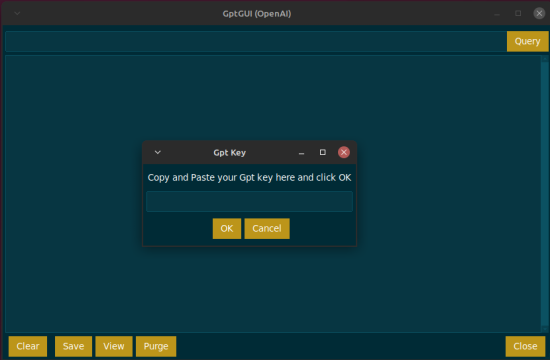 GptGUI (OpenAI)
Query
Gpt Key
Copy and Paste your Gpt key here and click OK
OK Cancel
Clear Save View Purge Close